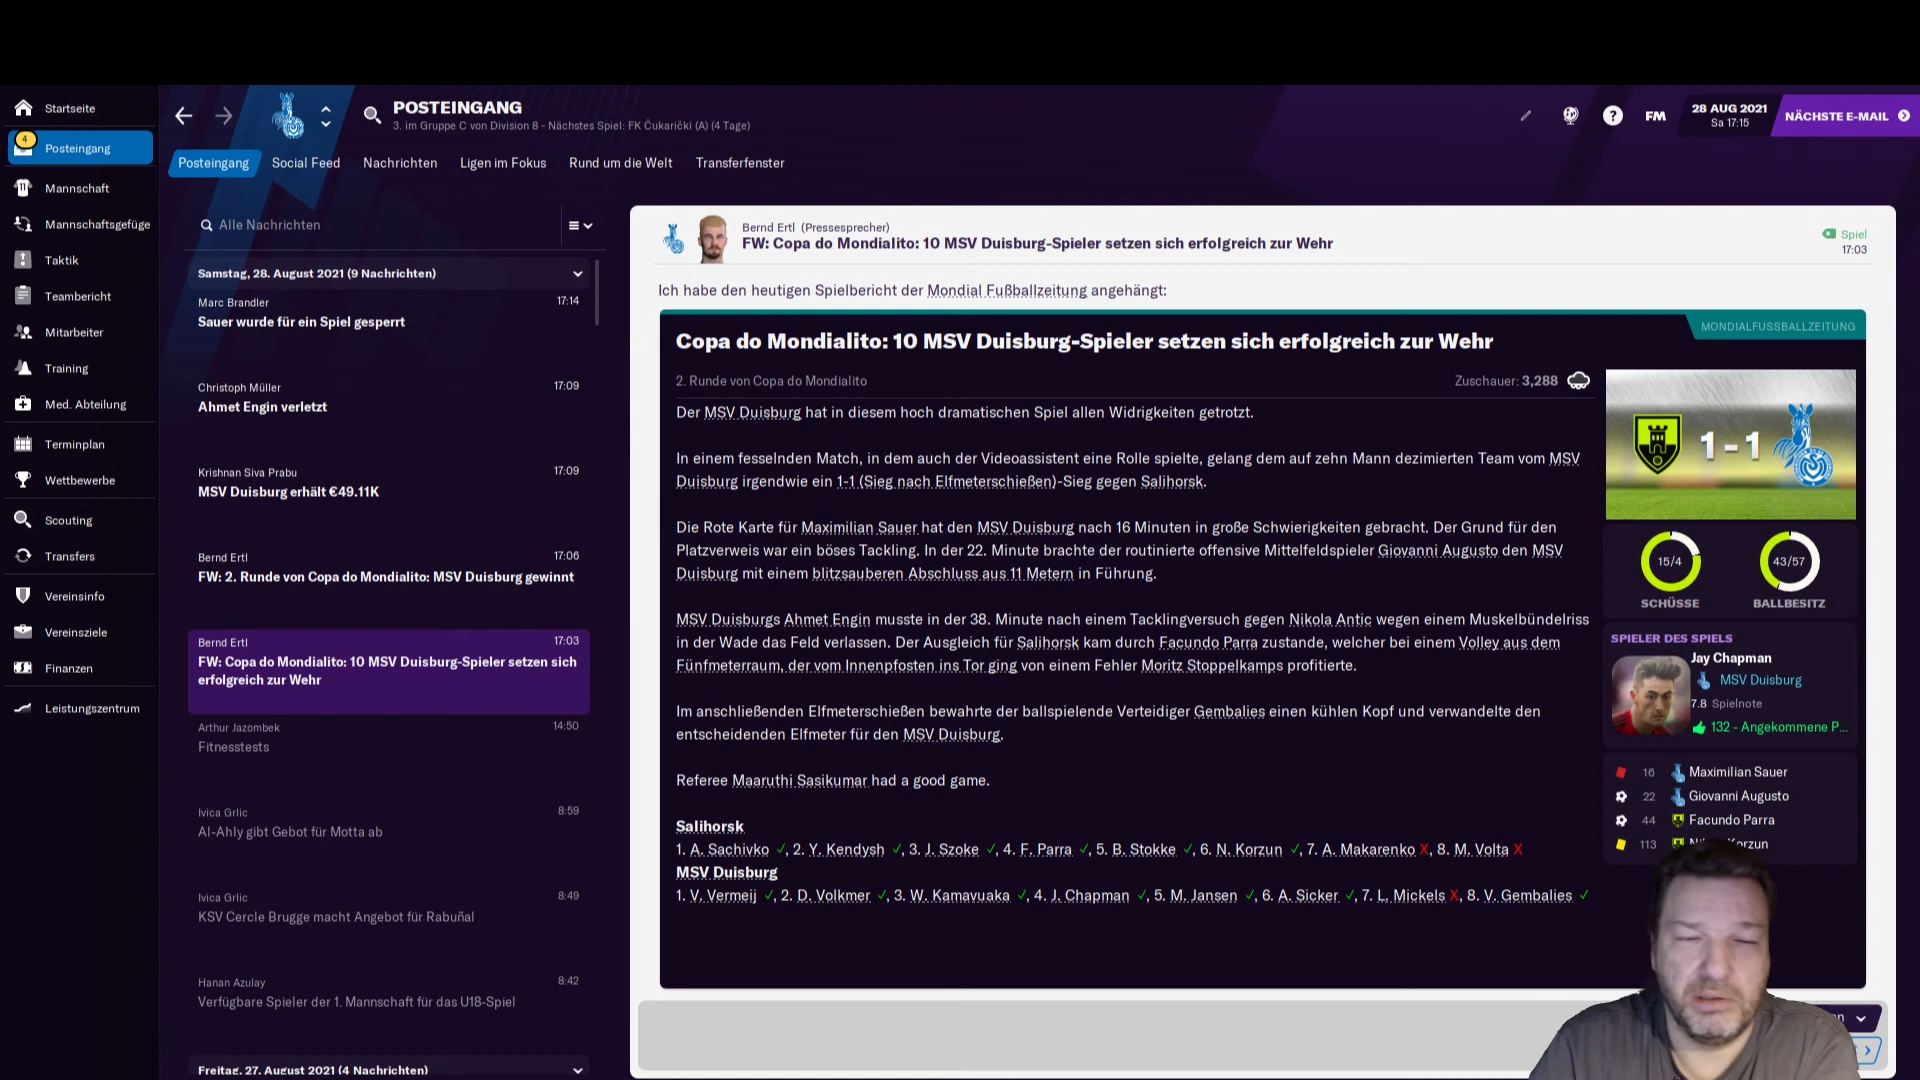 Startseite
4
Posteingang
Mannschaft
Mannschaftsgefüge
Taktik
Teambericht
Mitarbeiter
Training
Med. Abteilung
Terminplan
Wettbewerbe
Scouting
Transfers
Vereinsinfo
Vereinsziele
Finanzen
Leistungszentrum
POSTEINGANG
3. im Gruppe C von Division 8 - Nächstes Spiel: FK Čukarički (A) (4 Tage)
?
FM
28 AUG 2021
Sa 17:15
NÄCHSTE E-MAIL
Posteingang
Social Feed
Nachrichten
Ligen im Fokus
Rund um die Welt
Transferfenster
Alle Nachrichten
Samstag, 28. August 2021 (9 Nachrichten)
Marc Brandler 17:14
Sauer wurde für ein Spiel gesperrt
Christoph Müller 17:09
Ahmet Engin verletzt
Krishnan Siva Prabu 17:09
MSV Duisburg erhält €49.11K
Bernd Ertl 17:06
FW: 2. Runde von Copa do Mondialito: MSV Duisburg gewinnt
Bernd Ertl 17:03
FW: Copa do Mondialito: 10 MSV Duisburg-Spieler setzen sich
erfolgreich zur Wehr
Arthur Jazombek 14:50
Fitnesstests
Ivica Grlic 8:59
Al-Ahly gibt Gebot für Motta ab
Ivica Grlic 8:49
KSV Cercle Brugge macht Angebot für Rabuñal
Hanan Azulay 8:42
Verfügbare Spieler der 1. Mannschaft für das U18-Spiel
Freitag, 27. August 2021 (4 Nachrichten)
Bernd Ertl (Pressesprecher)
FW: Copa do Mondialito: 10 MSV Duisburg-Spieler setzen sich erfolgreich zur Wehr
Spiel
17:03
Ich habe den heutigen Spielbericht der Mondial Fußballzeitung angehängt:
MONDIALFUSSBALLZEITUNG
Copa do Mondialito: 10 MSV Duisburg-Spieler setzen sich erfolgreich zur Wehr
2. Runde von Copa do Mondialito
Zuschauer: 3,288
Der MSV Duisburg hat in diesem hoch dramatischen Spiel allen Widrigkeiten getrotzt.
In einem fesselnden Match, in dem auch der Videoassistent eine Rolle spielte, gelang dem auf zehn Mann dezimierten Team vom MSV
Duisburg irgendwie ein 1-1 (Sieg nach Elfmeterschießen)-Sieg gegen Salihorsk.
Die Rote Karte für Maximilian Sauer hat den MSV Duisburg nach 16 Minuten in große Schwierigkeiten gebracht. Der Grund für den
Platzverweis war ein böses Tackling. In der 22. Minute brachte der routinierte offensive Mittelfeldspieler Giovanni Augusto den MSV
Duisburg mit einem blitzsauberen Abschluss aus 11 Metern in Führung.
MSV Duisburgs Ahmet Engin musste in der 38. Minute nach einem Tacklingversuch gegen Nikola Antic wegen einem Muskelbündelriss
in der Wade das Feld verlassen. Der Ausgleich für Salihorsk kam durch Facundo Parra zustande, welcher bei einem Volley aus dem
Fünfmeterraum, der vom Innenpfosten ins Tor ging von einem Fehler Moritz Stoppelkamps profitierte.
Im anschließenden Elfmeterschießen bewahrte der ballspielende Verteidiger Gembalies einen kühlen Kopf und verwandelte den
entscheidenden Elfmeter für den MSV Duisburg.
Referee Maaruthi Sasikumar had a good game.
Salihorsk
1. A. Sachivko ✓, 2. Y. Kendysh ✓, 3. J. Szoke ✓, 4. F. Parra ✓, 5. B. Stokke ✓, 6. N. Korzun ✓, 7. A. Makarenko X, 8. M. Volta X
MSV Duisburg
1. V. Vermeij ✓, 2. D. Volkmer ✓, 3. W. Kamavuaka ✓, 4. J. Chapman ✓, 5. M. Jansen ✓, 6. A. Sicker ✓, 7. L. Mickels X, 8. V. Gembalies ✓
1 - 1
15/4
SCHÜSSE
43/57
BALLBESITZ
SPIELER DES SPIELS
Jay Chapman
MSV Duisburg
7.8 Spielnote
132 - Angekommene P...
16 Maximilian Sauer
22 Giovanni Augusto
44 Facundo Parra
113